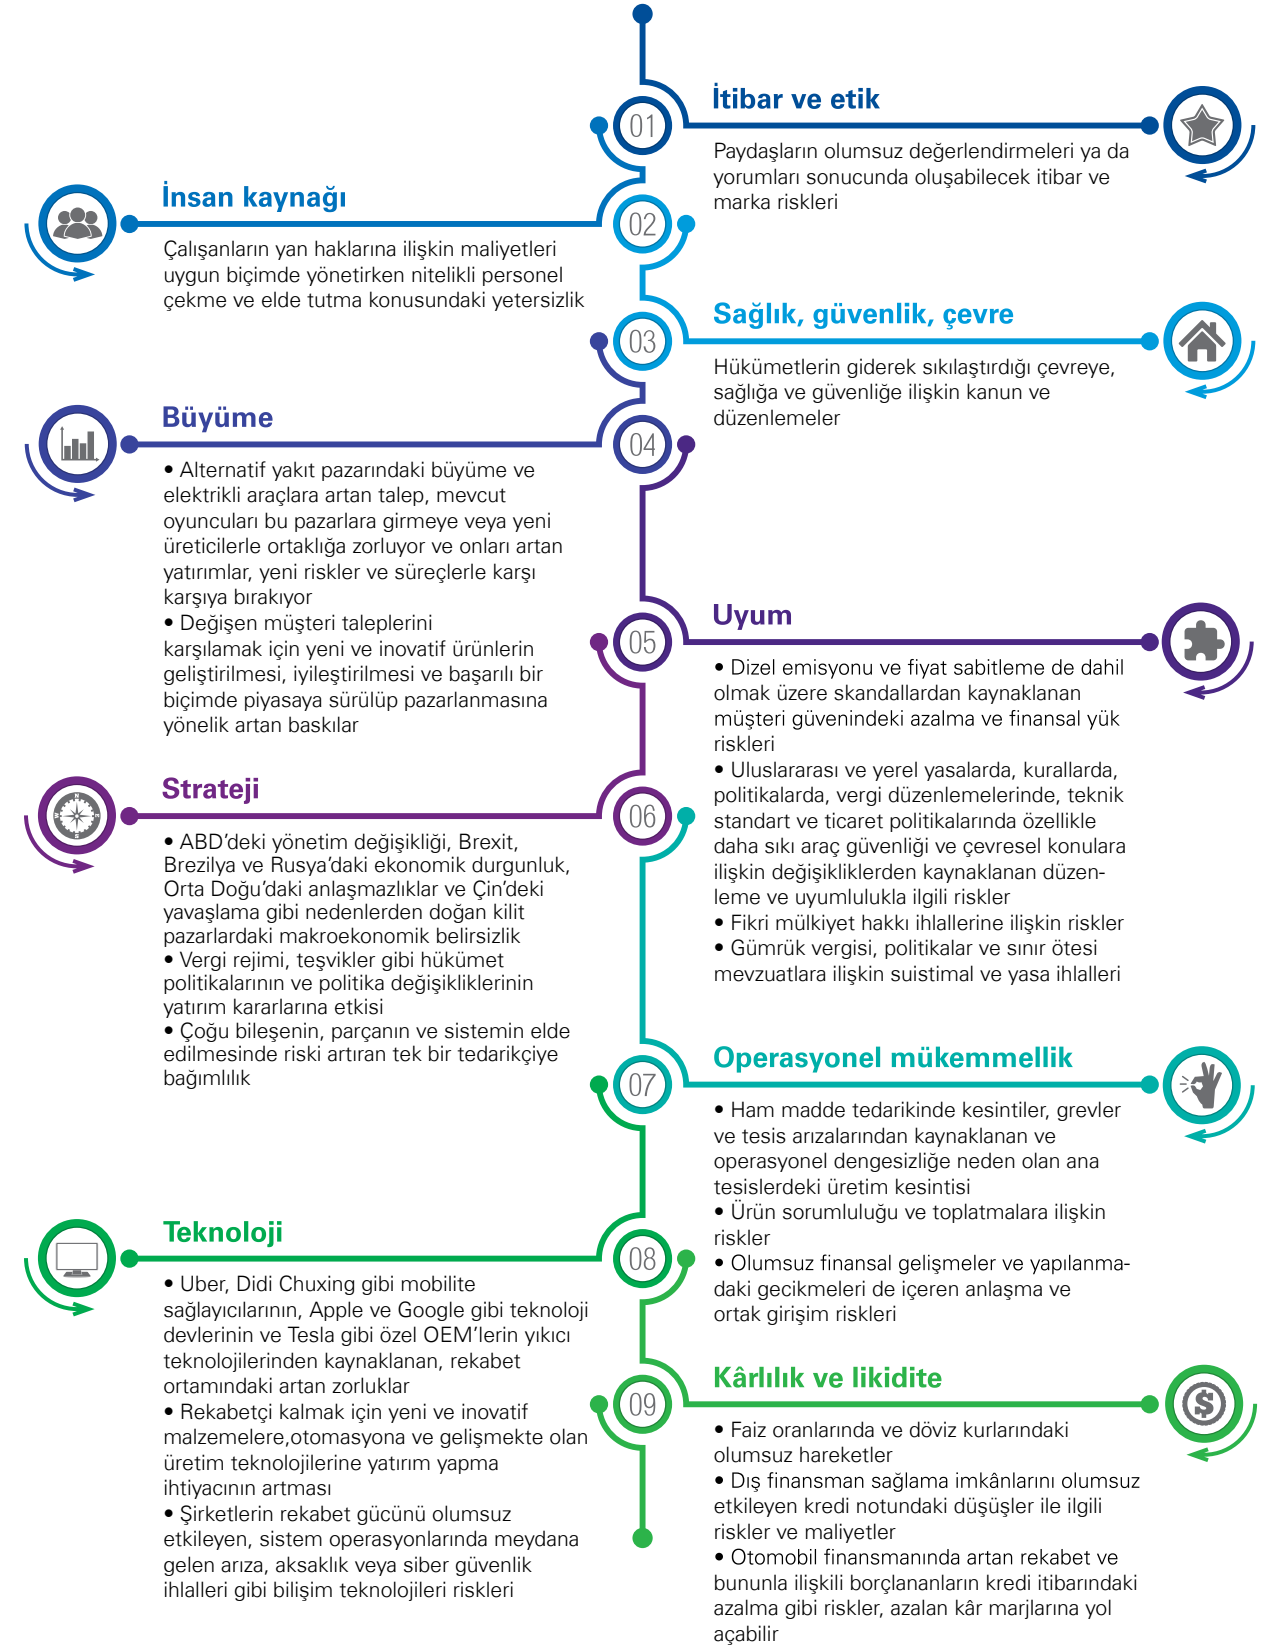 01
İtibar ve etik
Paydaşların olumsuz değerlendirmeleri ya da
yorumları sonucunda oluşabilecek itibar ve
marka riskleri
02
İnsan kaynağı
Çalışanların yan haklarına ilişkin maliyetleri
uygun biçimde yönetirken nitelikli personel
çekme ve elde tutma konusundaki yetersizlik
03
Sağlık, güvenlik, çevre
Hükümetlerin giderek sıkılaştırdığı çevreye,
sağlığa ve güvenliğe ilişkin kanun ve
düzenlemeler
04
Büyüme
• Alternatif yakıt pazarındaki büyüme ve
elektrikli araçlara artan talep, mevcut
oyuncuları bu pazarlara girmeye veya yeni
üreticilerle ortaklığa zorluyor ve onları artan
yatırımlar, yeni riskler ve süreçlerle karşı
karşıya bırakıyor
• Değişen müşteri taleplerini
karşılamak için yeni ve inovatif ürünlerin
geliştirilmesi, iyileştirilmesi ve başarılı bir
biçimde piyasaya sürülüp pazarlanmasına
yönelik artan baskılar
05
Uyum
• Dizel emisyonu ve fiyat sabitleme de dahil
olmak üzere skandallardan kaynaklanan
müşteri güvenindeki azalma ve finansal yük
riskleri
• Uluslararası ve yerel yasalarda, kurallarda,
politikalarda, vergi düzenlemelerinde, teknik
standart ve ticaret politikalarında özellikle
daha sıkı araç güvenliği ve çevresel konulara
ilişkin değişikliklerden kaynaklanan düzen-
leme ve uyumlulukla ilgili riskler
• Fikri mülkiyet hakkı ihlallerine ilişkin riskler
• Gümrük vergisi, politikalar ve sınır ötesi
mevzuatlara ilişkin suistimal ve yasa ihlalleri
06
Strateji
• ABD’deki yönetim değişikliği, Brexit,
Brezilya ve Rusya’daki ekonomik durgunluk,
Orta Doğu’daki anlaşmazlıklar ve Çin’deki
yavaşlama gibi nedenlerden doğan kilit
pazarlardaki makroekonomik belirsizlik
• Vergi rejimi, teşvikler gibi hükümet
politikalarının ve politika değişikliklerinin
yatırım kararlarına etkisi
• Çoğu bileşenin, parçanın ve sistemin elde
edilmesinde riski artıran tek bir tedarikçiye
bağımlılık
07
Operasyonel mükemmellik
• Ham madde tedarikinde kesintiler, grevler
ve tesis arızalarından kaynaklanan ve
operasyonel dengesizliğe neden olan ana
tesislerdeki üretim kesintisi
• Ürün sorumluluğu ve toplatmalara ilişkin
riskler
• Olumsuz finansal gelişmeler ve yapılanma-
daki gecikmeleri de içeren anlaşma ve
ortak girişim riskleri
08
Teknoloji
• Uber, Didi Chuxing gibi mobilite
sağlayıcılarının, Apple ve Google gibi teknoloji
devlerinin ve Tesla gibi özel OEM’lerin yıkıcı
teknolojilerinden kaynaklanan, rekabet
ortamındaki artan zorluklar
• Rekabetçi kalmak için yeni ve inovatif
malzemelere,otomasyona ve gelişmekte olan
üretim teknolojilerine yatırım yapma
ihtiyacının artması
• Şirketlerin rekabet gücünü olumsuz
etkileyen, sistem operasyonlarında meydana
gelen arıza, aksaklık veya siber güvenlik
ihlalleri gibi bilişim teknolojileri riskleri
09
Kârlılık ve likidite
$
• Faiz oranlarında ve döviz kurlarındaki
olumsuz hareketler
• Dış finansman sağlama imkânlarını olumsuz
etkileyen kredi notundaki düşüşler ile ilgili
riskler ve maliyetler
• Otomobil finansmanında artan rekabet ve
bununla ilişkili borçlananların kredi itibarındaki
azalma gibi riskler, azalan kâr marjlarına yol
açabilir